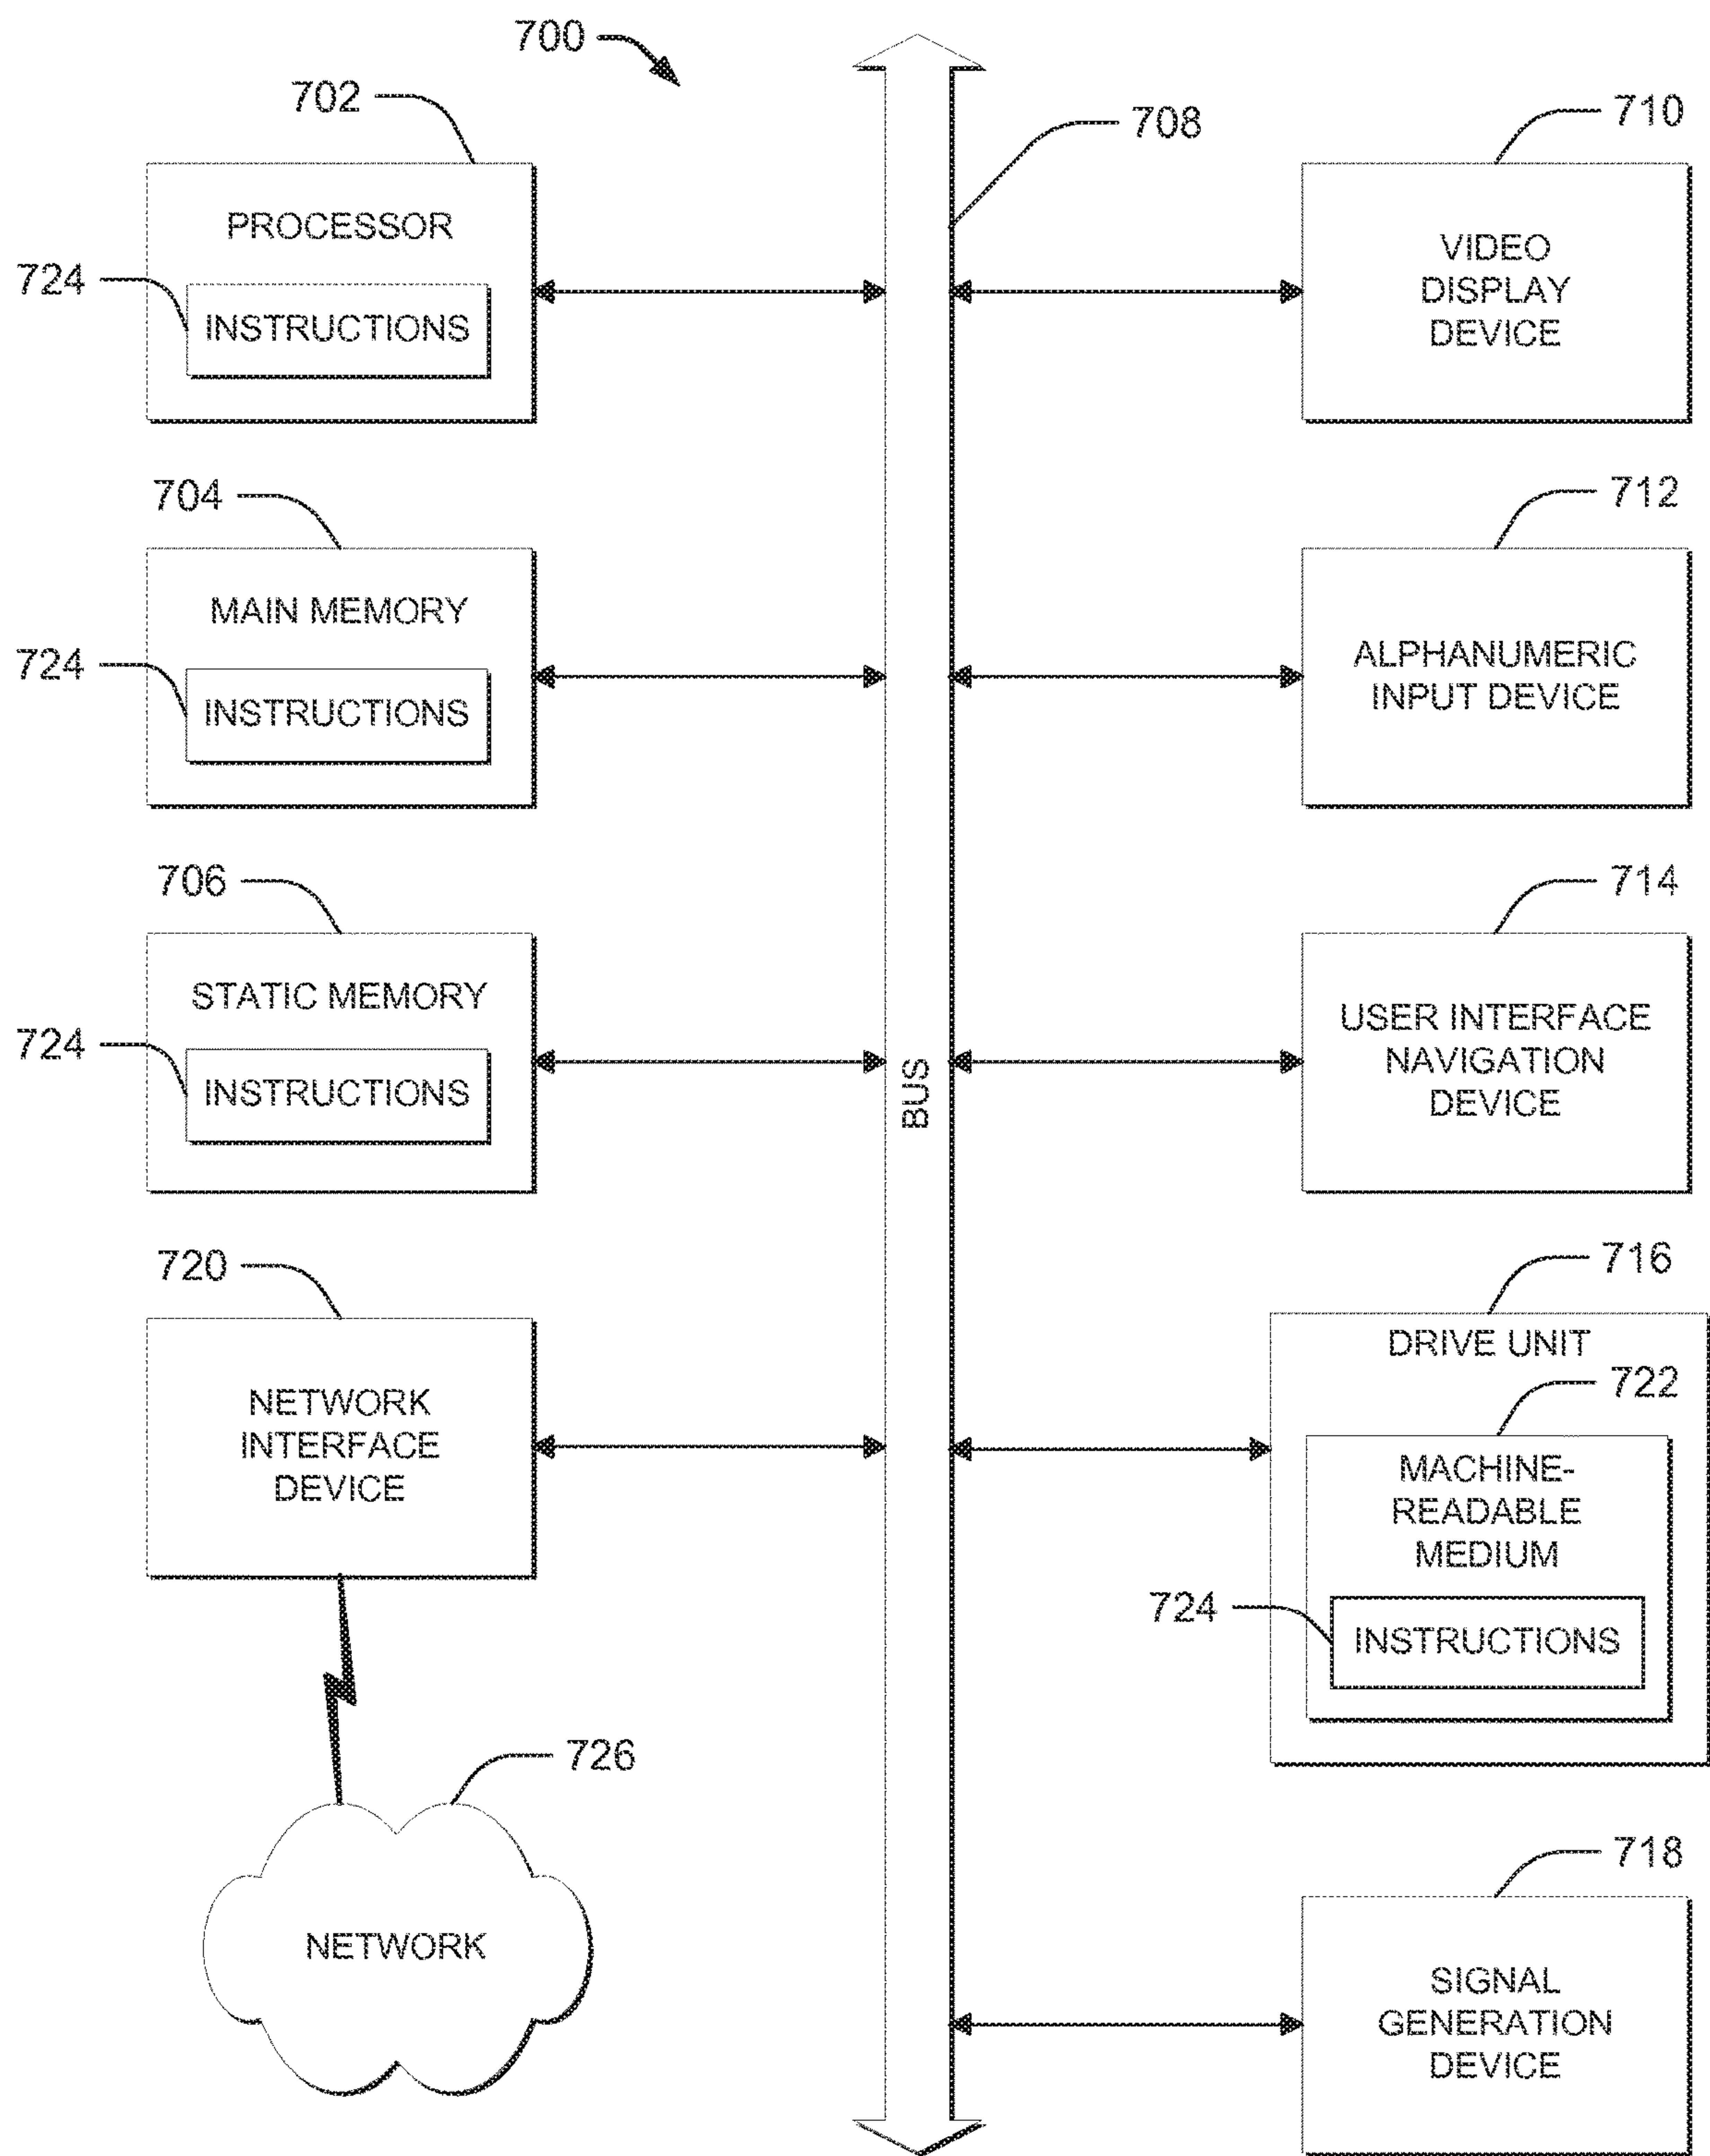 700
702
PROCESSOR
724
INSTRUCTIONS
704
MAIN MEMORY
724
INSTRUCTIONS
706
STATIC MEMORY
724
INSTRUCTIONS
720
NETWORK
INTERFACE
DEVICE
726
NETWORK
708
BUS
710
VIDEO
DISPLAY
DEVICE
712
ALPHANUMERIC
INPUT DEVICE
714
USER INTERFACE
NAVIGATION
DEVICE
716
DRIVE UNIT
722
MACHINE-
READABLE
MEDIUM
724
INSTRUCTIONS
718
SIGNAL
GENERATION
DEVICE